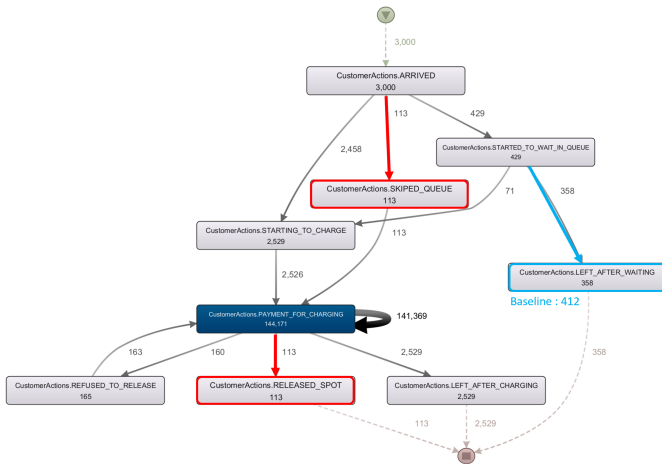 3,000
CustomerActions.ARRIVED
3,000
113
429
2,458
CustomerActions.STARTED_TO_WAIT_IN_QUEUE
429
71
358
CustomerActions.SKIPED_QUEUE
113
CustomerActions.STARTING_TO_CHARGE
2,529
113
2,526
CustomerActions.LEFT_AFTER_WAITING
358
Baseline : 412
CustomerActions.PAYMENT_FOR_CHARGING
144,171
141,369
163
160
113
2,529
358
CustomerActions.REFUSED_TO_RELEASE
165
CustomerActions.RELEASED_SPOT
113
CustomerActions.LEFT_AFTER_CHARGING
2,529
113
2,529